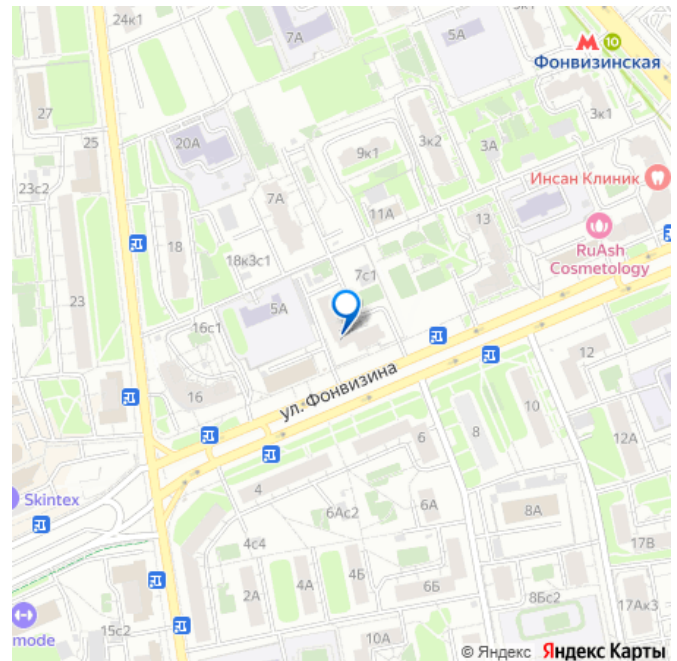 24к1
7А
5А
10
Фонвизинская
27
25
20А
9к1
3к2
3А
3к1
23с2
7А
Инсан Клиник
11А
13
18
18к3с1
RuAsh
Cosmetology
7с1
23
5А
16с1
12
ул. Фонвизина
16
10
8
6
12А
4
Skintex
6А
6Ас2
8А
4с4
17В
4Б
4А
2А
6Б
8Бс2
17Ак3
mode
15с2
10А
© Яндекс Яндекс Карты